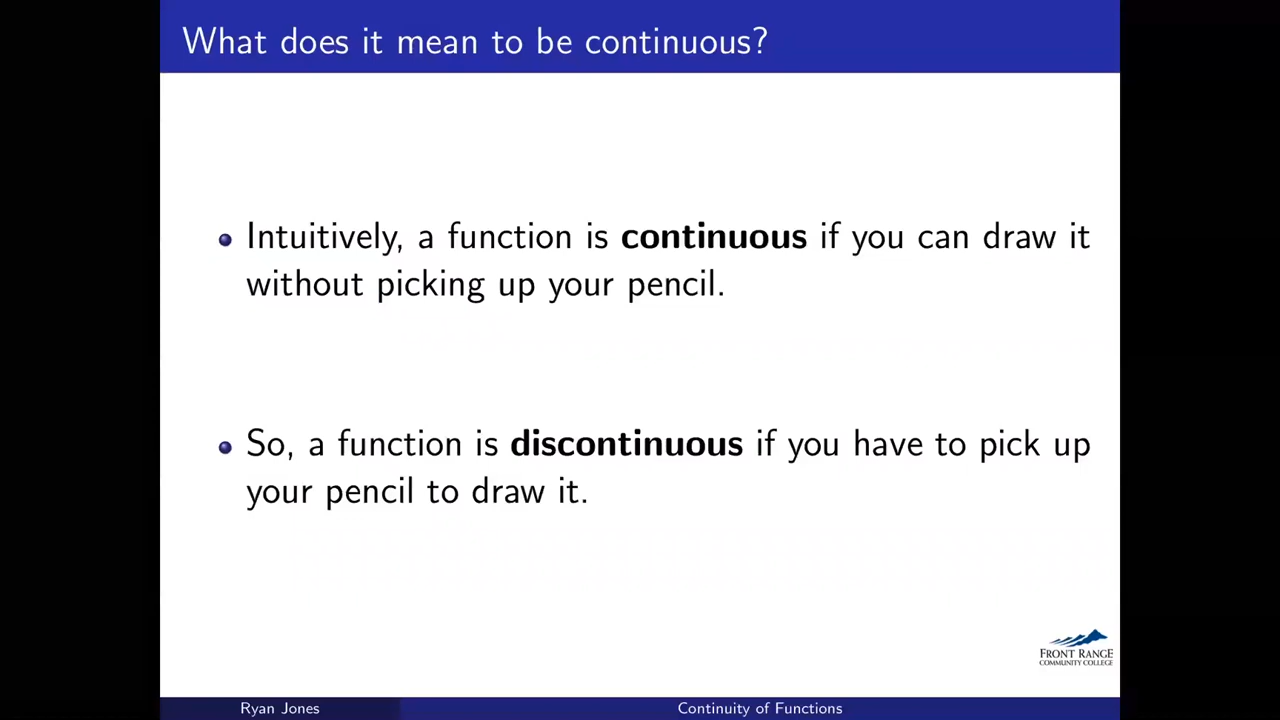 What does it mean to be continuous?
Intuitively, a function is continuous if you can draw it
without picking up your pencil.
So, a function is discontinuous if you have to pick up
your pencil to draw it.
FRONT RANGE
COMMUNITY COLLEGE
Ryan Jones
Continuity of Functions